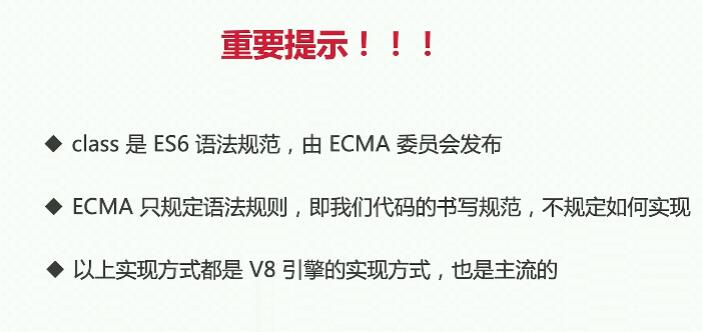 重要提示！！！
◆ class 是 ES6 语法规范，由 ECMA 委员会发布
◆ ECMA 只规定语法规则，即我们代码的书写规范，不规定如何实现
◆ 以上实现方式都是 V8 引擎的实现方式，也是主流的